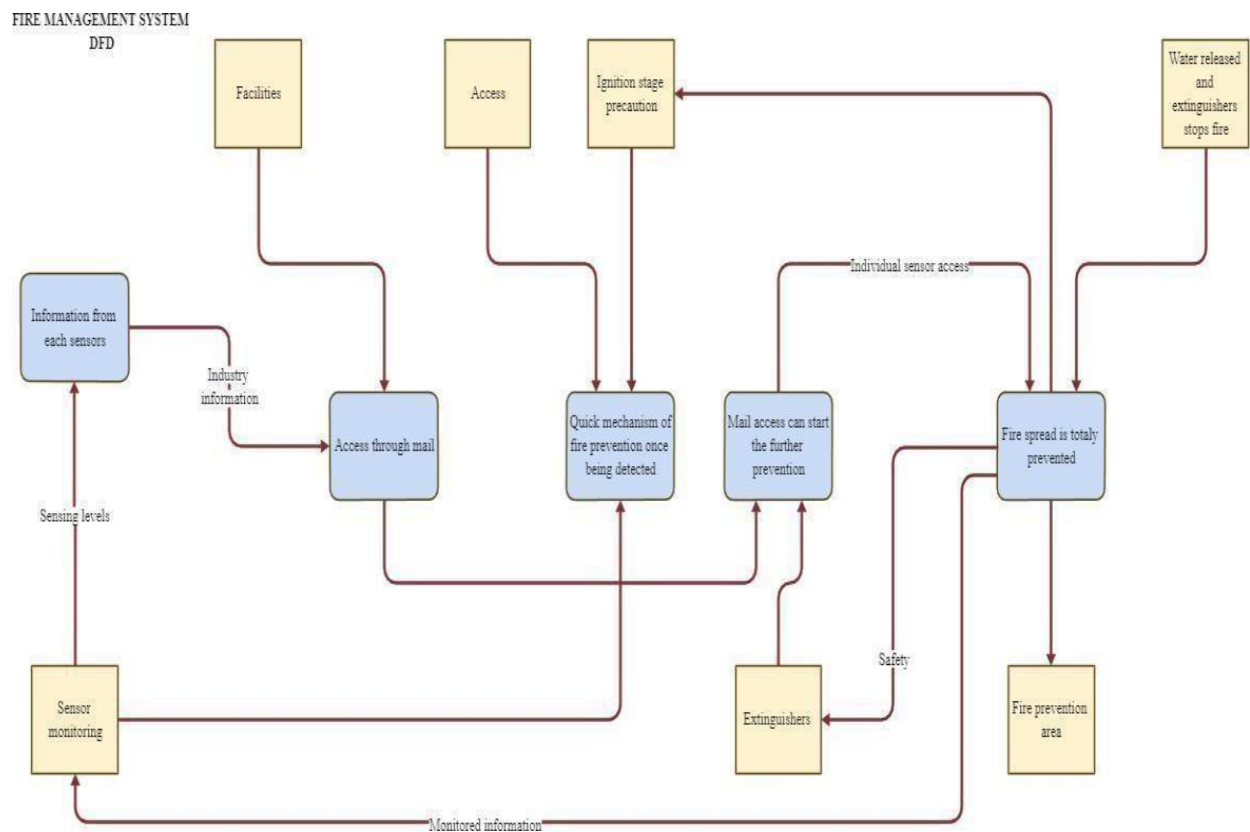 FIRE MANAGEMENT SYSTEM
DFD
Facilities
Access
Ignition stage
precaution
Water released
and
extinguishers
stops fire
Individual sensor access
Information from
each sensors
Industry
information
Access through mail
Quick mechanism of
fire prevention once
being detected
Mail access can start
the further
prevention
Fire spread is totaly
prevented
Sensing levels
Safety
Sensor
monitoring
Extinguishers
Fire prevention
area
Monitored information